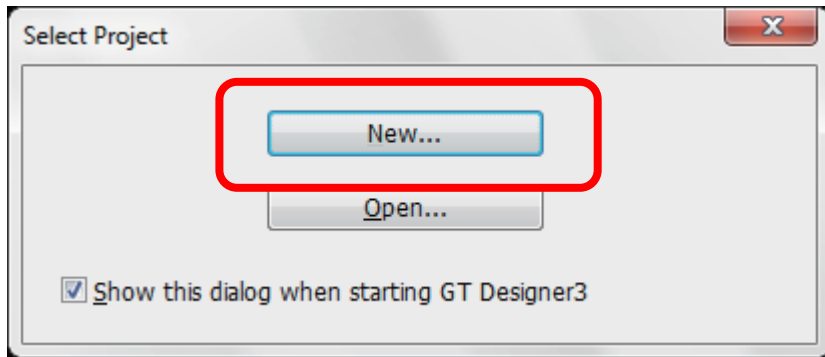 Select Project
New...
Open...
Show this dialog when starting GT Designer3